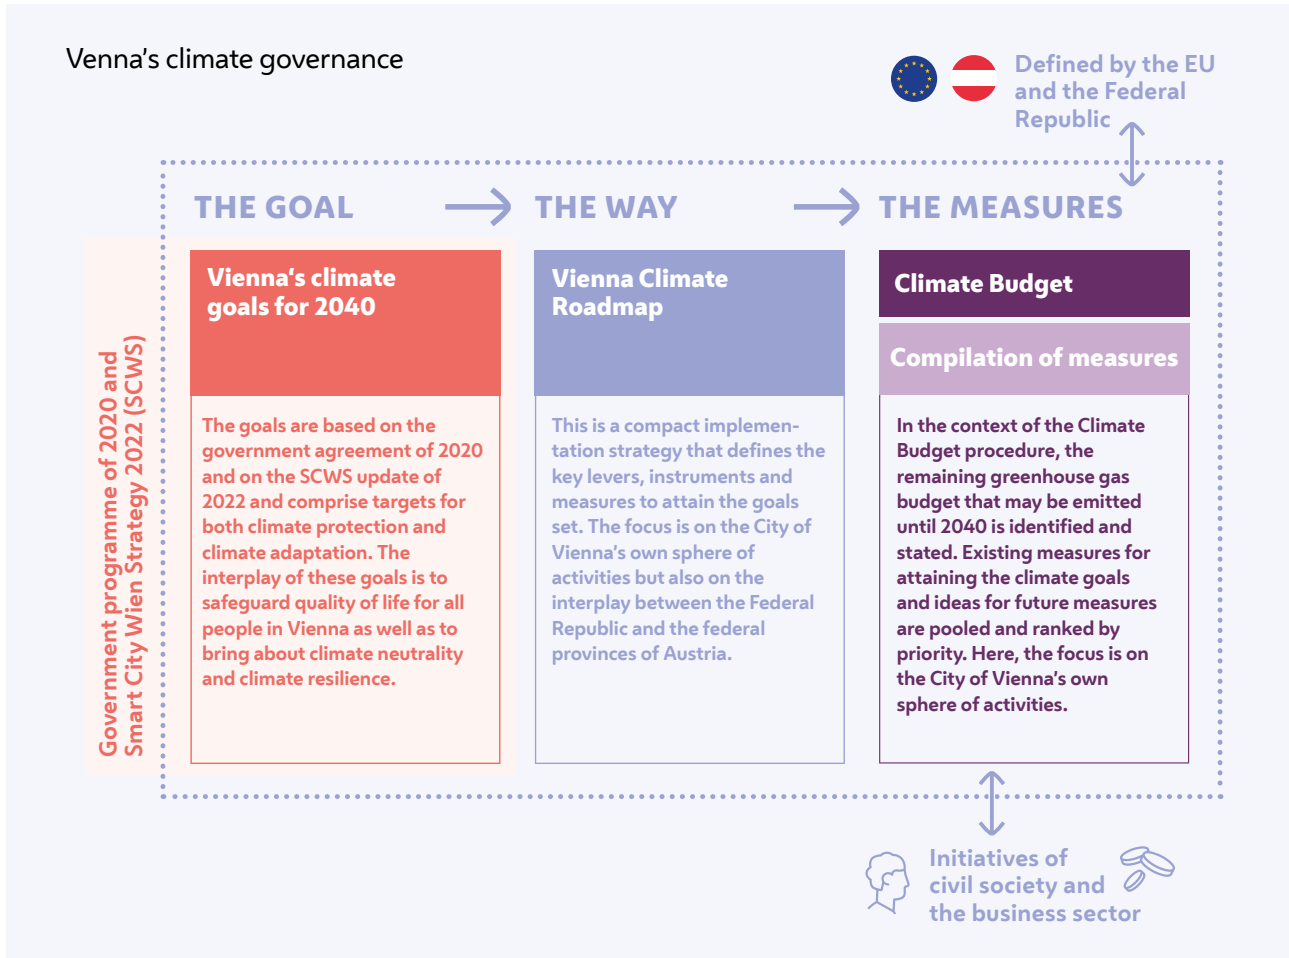 Venna's climate governance
Defined by the EU
and the Federal
Republic
THE GOAL
THE WAY
THE MEASURES
Government programme of 2020 and
Smart City Wien Strategy 2022 (SCWS)
Vienna‘s climate
goals for 2040
The goals are based on the
government agreement of 2020
and on the SCWS update of
2022 and comprise targets for
both climate protection and
climate adaptation. The
interplay of these goals is to
safeguard quality of life for all
people in Vienna as well as to
bring about climate neutrality
and climate resilience.
Vienna Climate
Roadmap
This is a compact implemen-
tation strategy that defines the
key levers, instruments and
measures to attain the goals
set. The focus is on the City of
Vienna's own sphere of
activities but also on the
interplay between the Federal
Republic and the federal
provinces of Austria.
Climate Budget
Compilation of measures
In the context of the Climate
Budget procedure, the
remaining greenhouse gas
budget that may be emitted
until 2040 is identified and
stated. Existing measures for
attaining the climate goals
and ideas for future measures
are pooled and ranked by
priority. Here, the focus is on
the City of Vienna's own
sphere of activities.
Initiatives of
civil society and
the business sector